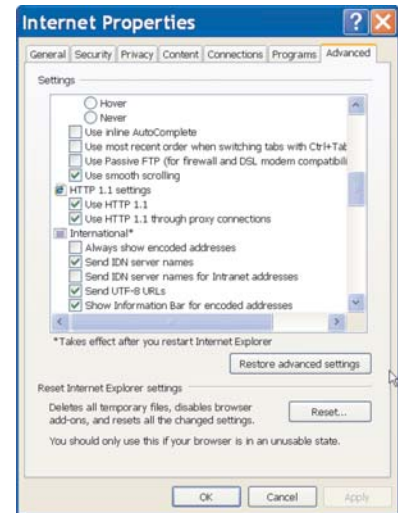 Internet Properties
General Security Privacy Content Connections Programs Advanced
Settings
Hover
Never
Use inline AutoComplete
Use most recent order when switching tabs with Ctrl+Tab
Use Passive FTP (for firewall and DSL modem compatibili
Use smooth scrolling
HTTP 1.1 settings
Use HTTP 1.1
Use HTTP 1.1 through proxy connections
International*
Always show encoded addresses
Send IDN server names
Send IDN server names for Intranet addresses
Send UTF-8 URLs
Show Information Bar for encoded addresses
*Takes effect after you restart Internet Explorer
Restore advanced settings
Reset Internet Explorer settings
Deletes all temporary files, disables browser
add-ons, and resets all the changed settings.
Reset...
You should only use this if your browser is in an unusable state.
OK Cancel Apply